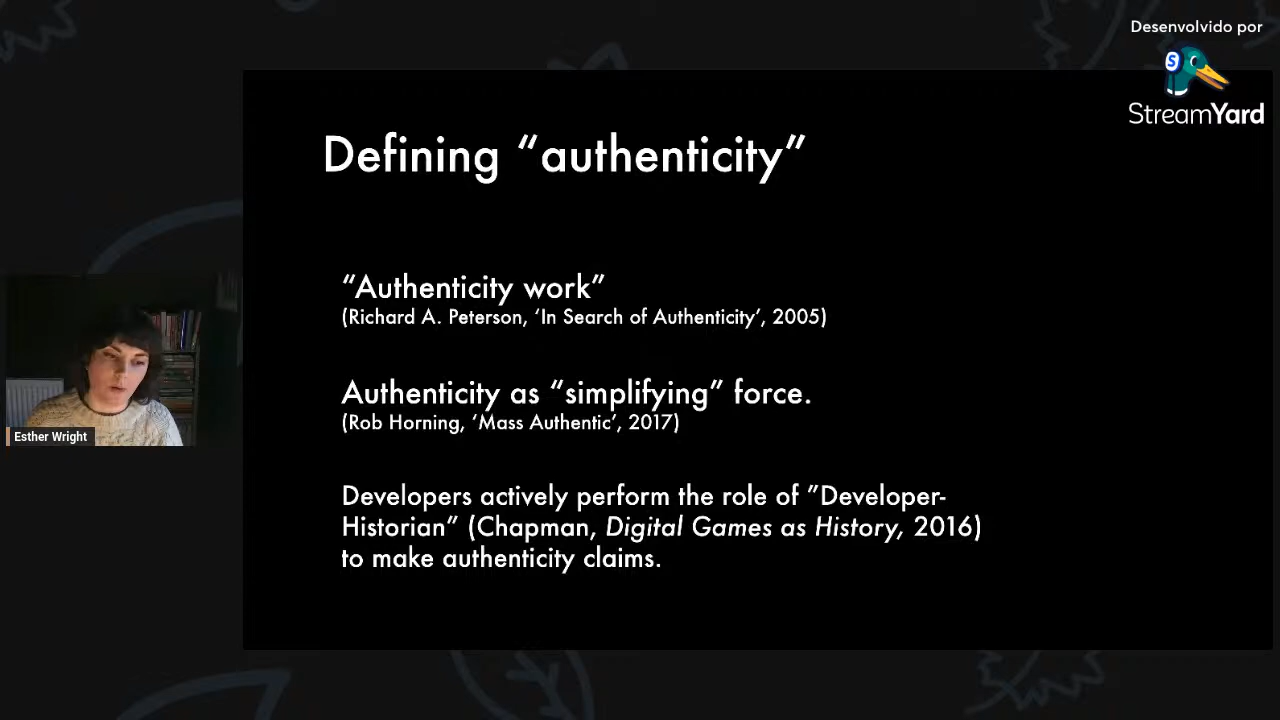 Desenvolvido por
StreamYard
Defining “authenticity”
“Authenticity work”
(Richard A. Peterson, ‘In Search of Authenticity’, 2005)
Authenticity as “simplifying” force.
(Rob Horning, ‘Mass Authentic’, 2017)
Developers actively perform the role of ”Developer-
Historian” (Chapman, Digital Games as History, 2016)
to make authenticity claims.
Esther Wright